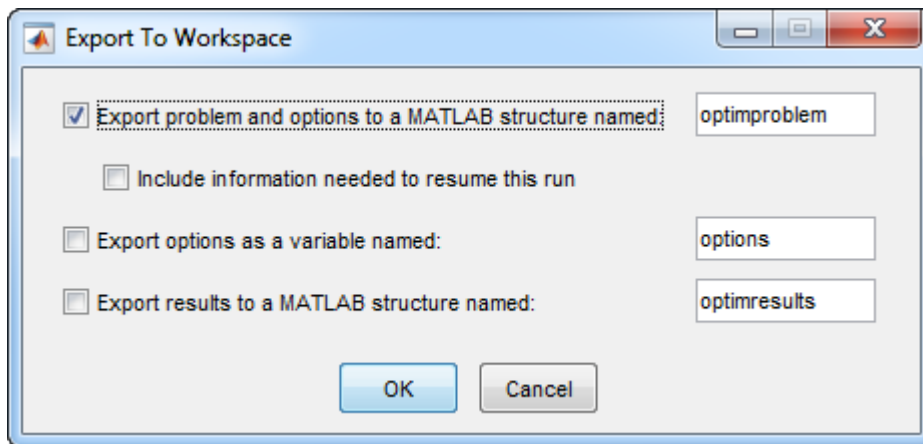 Export To Workspace
Export problem and options to a MATLAB structure named: optimproblem
Include information needed to resume this run
Export options as a variable named: options
Export results to a MATLAB structure named: optimresults
OK Cancel